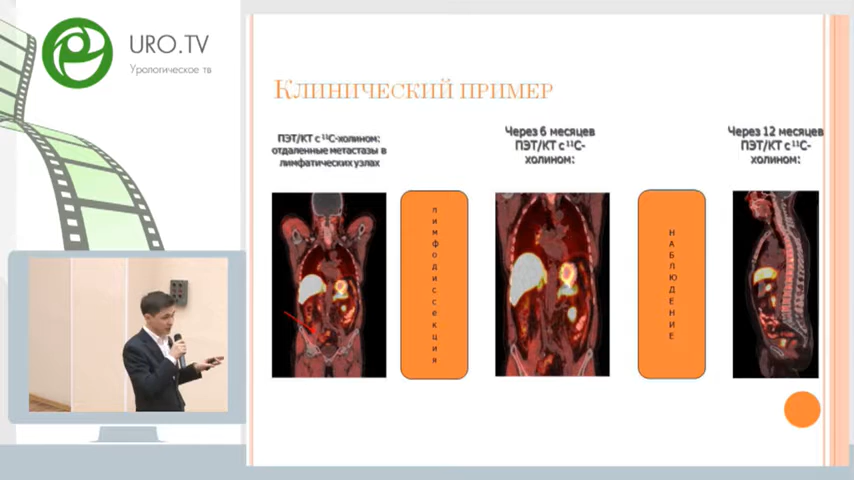 URO.TV
Урологическое тв
Клинический пример
ПЭТ/КТ с ¹¹С-холином:
отдаленные метастазы в
лимфатических узлах
Через 6 месяцев
ПЭТ/КТ с ¹¹С-
холином:
Через 12 месяцев
ПЭТ/КТ с ¹¹С-
холином:
лимфодиссекция
НАБЛЮДЕНИЕ